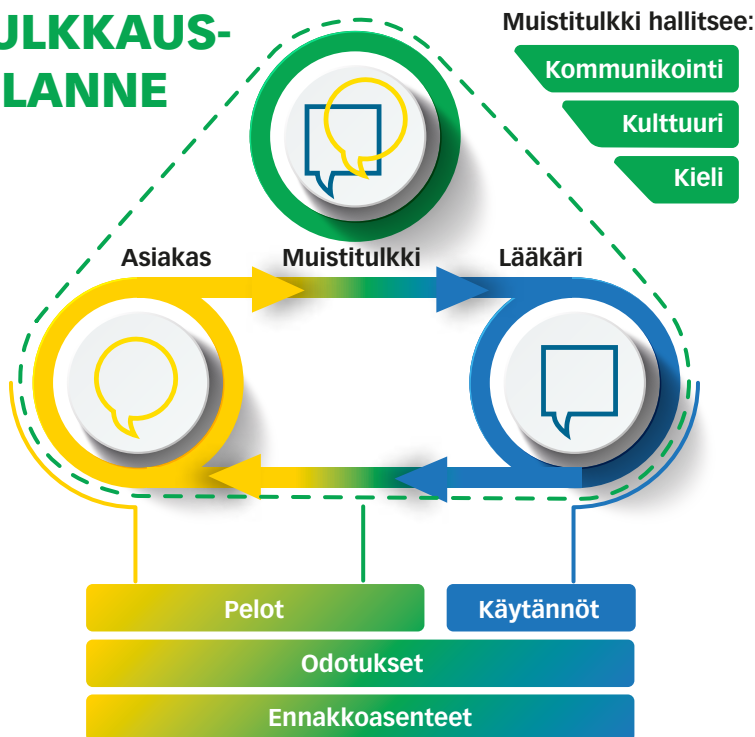 ULKKAUS-
LANNE
Muistitulkki hallitsee:
Kommunikointi
Kulttuuri
Kieli
Asiakas
Muistitulkki
Lääkäri
Pelot
Käytännöt
Odotukset
Ennakkoasenteet